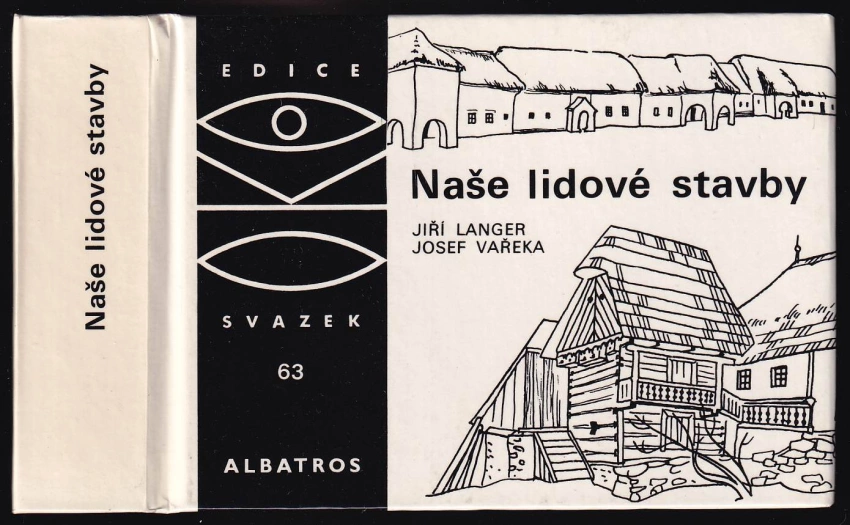 Naše lidové stavby
EDICE
SVAZEK
63
ALBATROS
Naše lidové stavby
JIŘÍ LANGER
JOSEF VAŘEKA